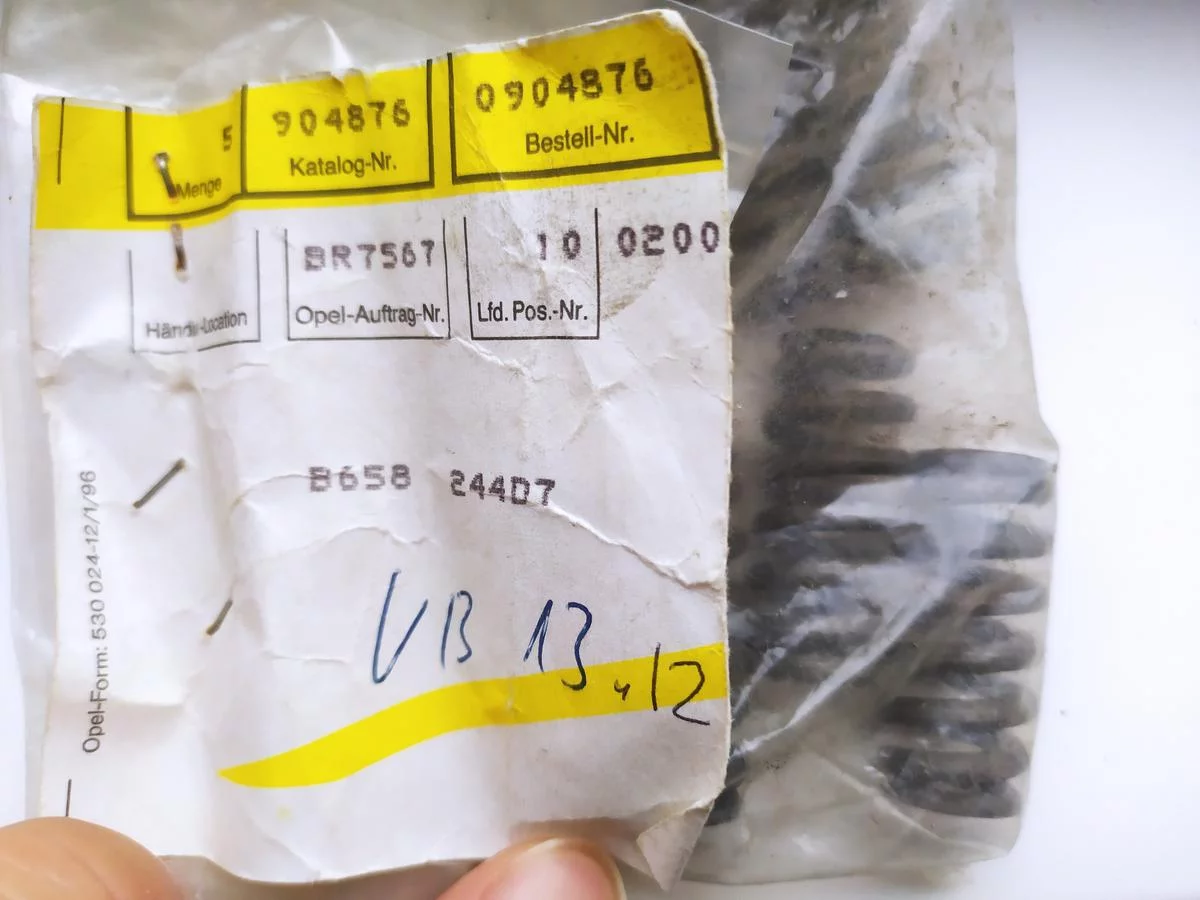 5 904876 0904876
Menge Katalog-Nr. Bestell-Nr.
BR7567 10 0200
Händler-Location Opel-Auftrag-Nr. Lfd. Pos.-Nr.
B658 244D7
VB 13 12
Opel-Form: 530 024-12/1/96